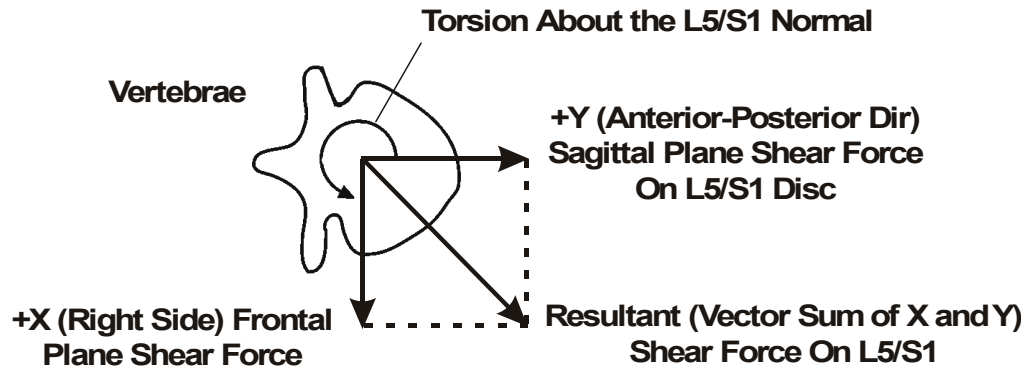 Torsion About the L5/S1 Normal
Vertebrae
+Y (Anterior-Posterior Dir)
Sagittal Plane Shear Force
On L5/S1 Disc
+X (Right Side) Frontal
Plane Shear Force
Resultant (Vector Sum of X and Y)
Shear Force On L5/S1